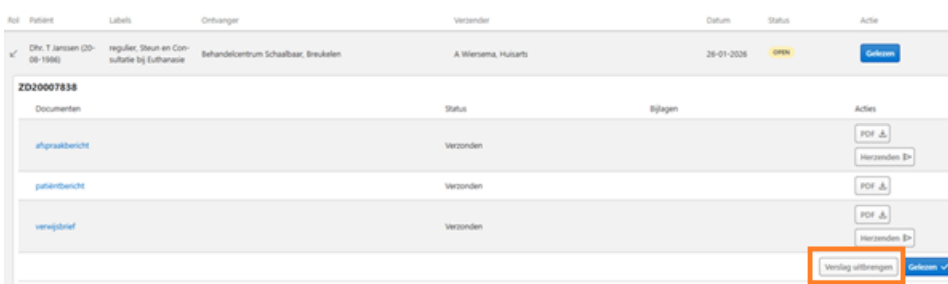 Rol Patiënt Labels Ontvanger Verzender Datum Status Actie
Dhr. T Janssen (20-08-1986) regulier, Steun en Con-sultatie bij Euthanasie Behandelcentrum Schaalbaar, Breukelen A Wiersema, Huisarts 26-01-2026 OPEN Gelezen
ZD20007838
Documenten Status Bijlagen Acties
afspraakbericht Verzonden PDF
Herzenden
patiëntbericht Verzonden PDF
verwijsbrief Verzonden PDF
Herzenden
Verslag uitbrengen Gelezen